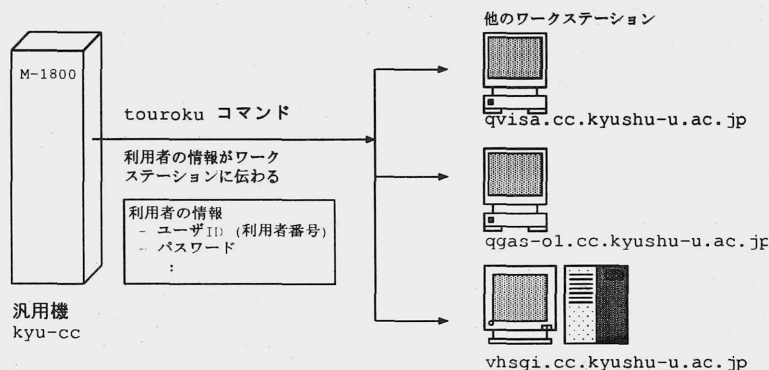 他のワークステーション
M-1800
qvisa.cc.kyushu-u.ac.jp
touroku コマンド
利用者の情報がワーク
ステーションに伝わる
利用者の情報
- ユーザID (利用者番号)
- パスワード
:
qgas-o1.cc.kyushu-u.ac.jp
汎用機
kyu-cc
vhsgi.cc.kyushu-u.ac.jp